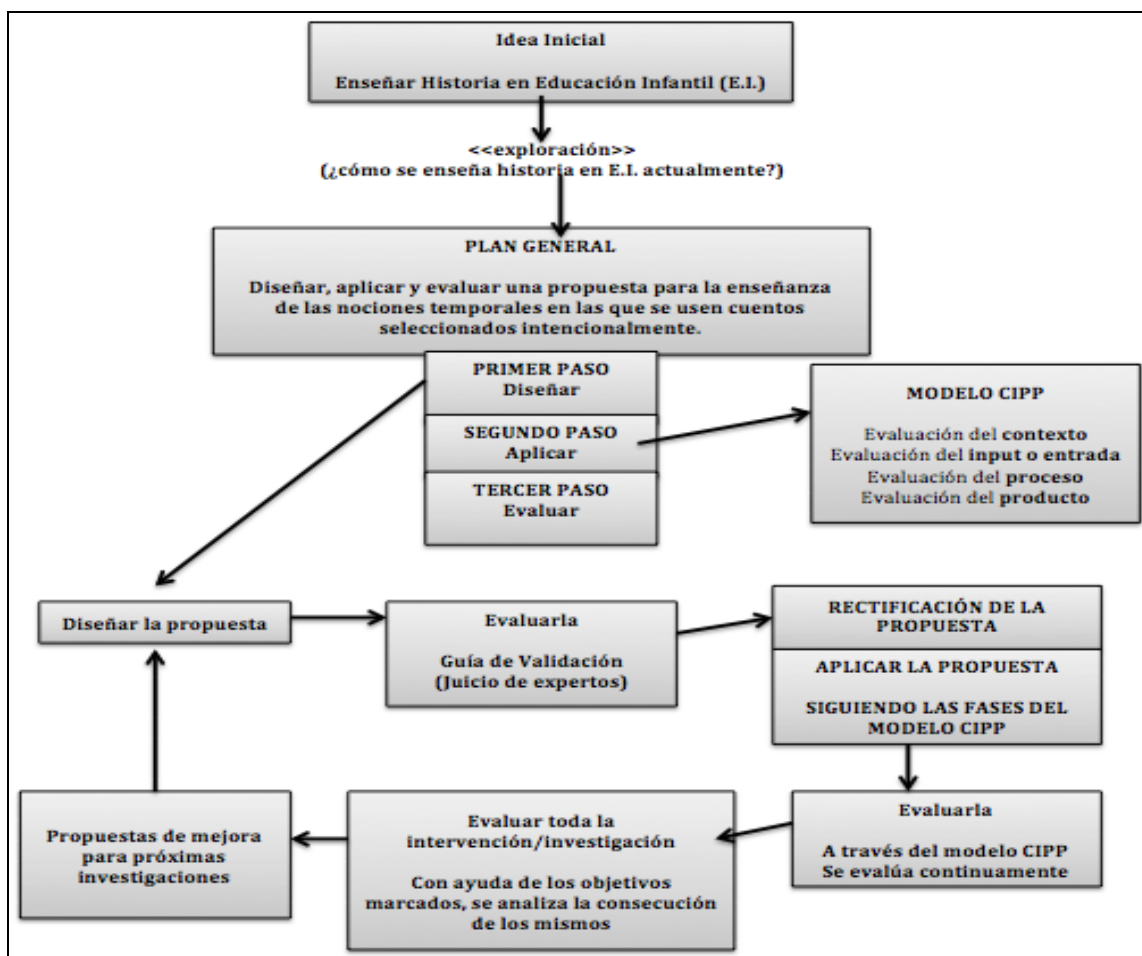 Idea Inicial
Enseñar Historia en Educación Infantil (E.I.)
<<exploración>>
(¿cómo se enseña historia en E.I. actualmente?)
PLAN GENERAL
Diseñar, aplicar y evaluar una propuesta para la enseñanza
de las nociones temporales en las que se usen cuentos
seleccionados intencionalmente.
PRIMER PASO
Diseñar
SEGUNDO PASO
Aplicar
TERCER PASO
Evaluar
MODELO CIPP
Evaluación del contexto
Evaluación del input o entrada
Evaluación del proceso
Evaluación del producto
Diseñar la propuesta
Evaluarla
Guía de Validación
(Juicio de expertos)
RECTIFICACIÓN DE LA
PROPUESTA
APLICAR LA PROPUESTA
SIGUIENDO LAS FASES DEL
MODELO CIPP
Evaluarla
A través del modelo CIPP
Se evalúa continuamente
Evaluar toda la
intervención/investigación
Con ayuda de los objetivos
marcados, se analiza la consecución
de los mismos
Propuestas de mejora
para próximas
investigaciones